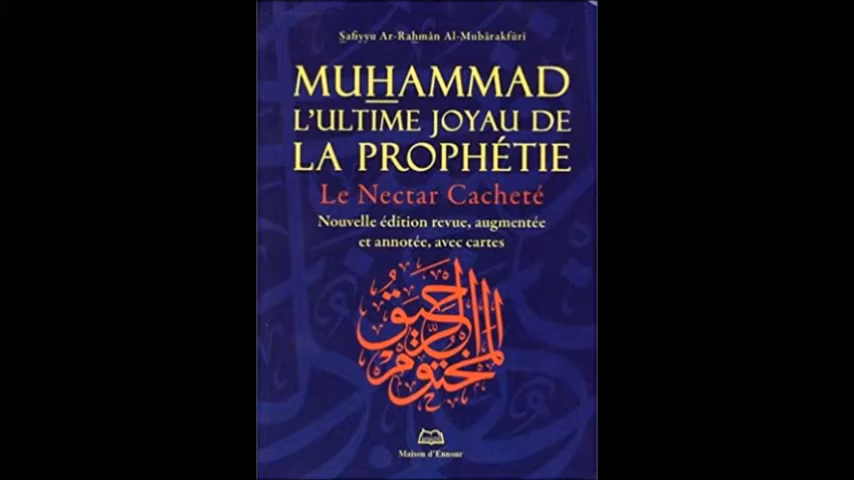 Safiyyu Ar-Rahmân Al-Mubârakfûrî
MUHAMMAD
L'ULTIME JOYAU DE
LA PROPHÉTIE
Le Nectar Cacheté
Nouvelle édition revue, augmentée
et annotée, avec cartes
الرحيق
المختوم
Maison d'Ennour